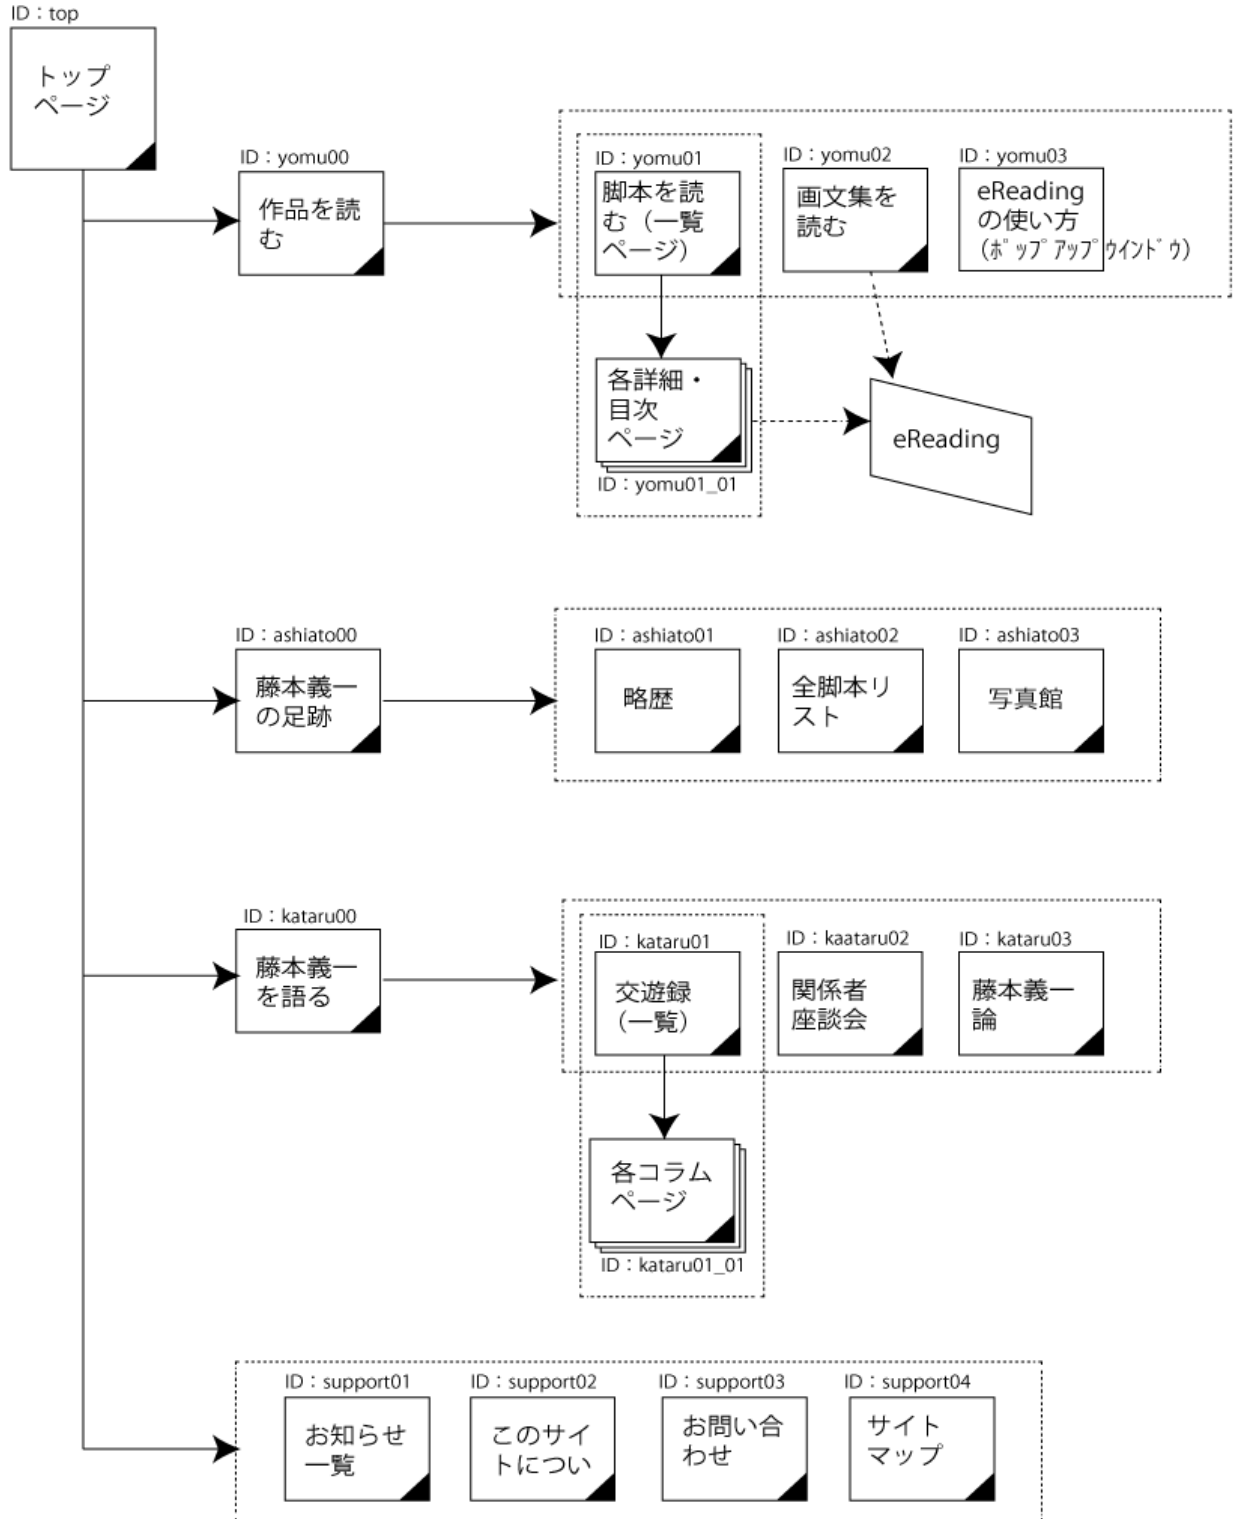 ID：top
トップ
ページ
ID：yomu00
作品を読
む
ID：yomu01
脚本を読
む（一覧
ページ）
ID：yomu02
画文集を
読む
ID：yomu03
eReading
の使い方
（ﾎﾟｯﾌﾟｱｯﾌﾟｳｲﾝﾄﾞｳ）
各詳細・
目次
ページ
ID：yomu01_01
eReading
ID：ashiato00
藤本義一
の足跡
ID：ashiato01
略歴
ID：ashiato02
全脚本リ
スト
ID：ashiato03
写真館
ID：kataru00
藤本義一
を語る
ID：kataru01
交遊録
（一覧）
ID：kaataru02
関係者
座談会
ID：kataru03
藤本義一
論
各コラム
ページ
ID：kataru01_01
ID：support01
お知らせ
一覧
ID：support02
このサイ
トについ
ID：support03
お問い合
わせ
ID：support04
サイト
マップ